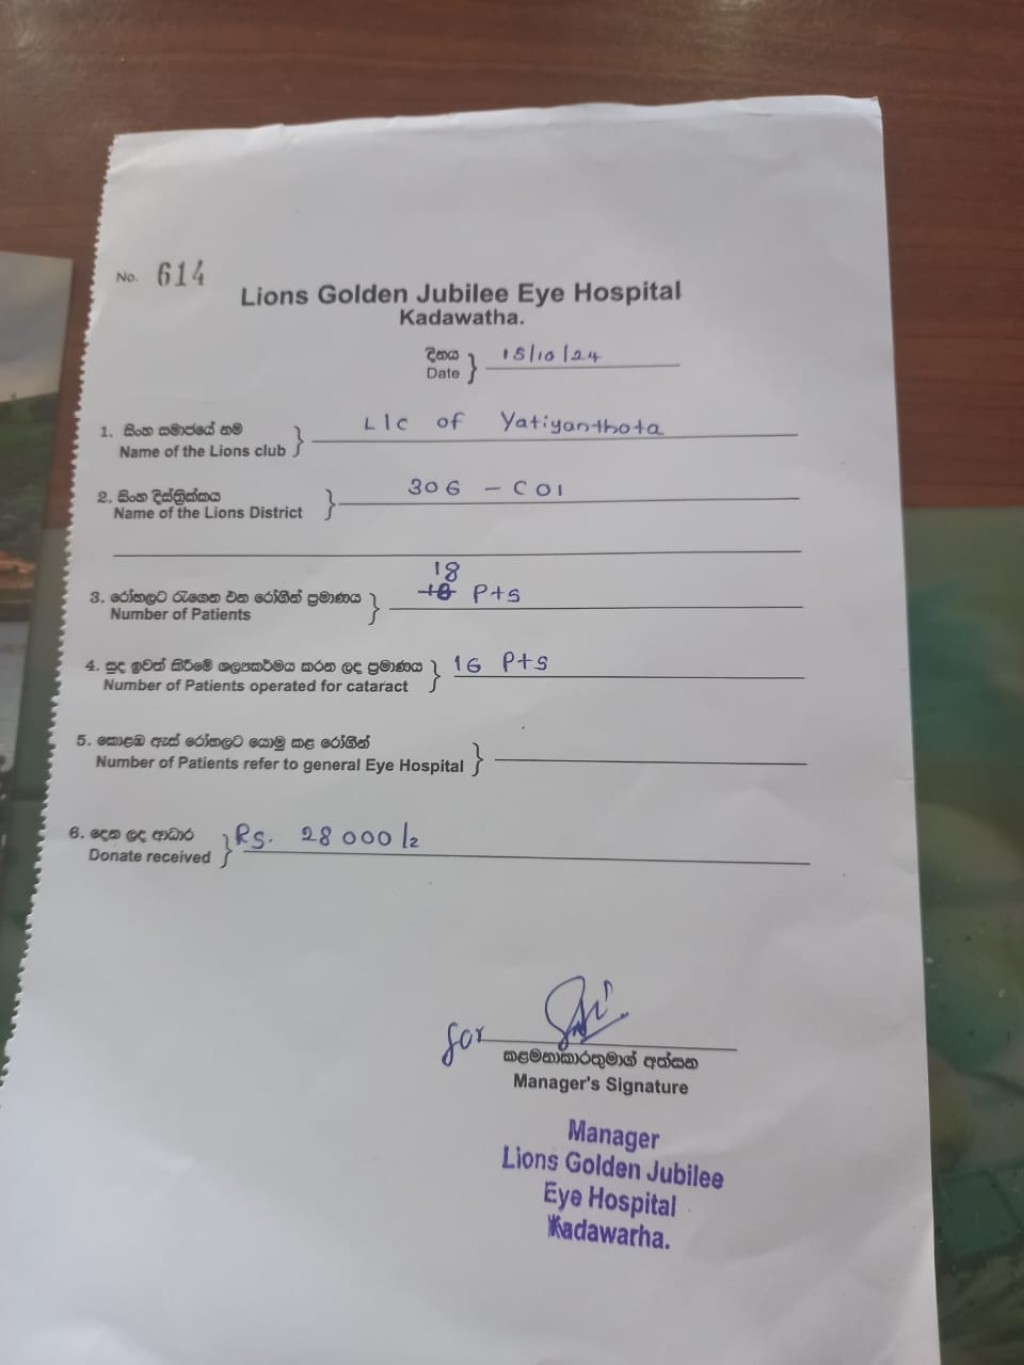 No. 614
Lions Golden Jubilee Eye Hospital
Kadawatha.
දිනය
Date } 15/10/24
1. සිංහ සමාජයේ නම
Name of the Lions club } LIC of Yatiyanthota
2. සිංහ දිස්ත්‍රික්කය
Name of the Lions District } 306 - C01
18
3. රෝහලට රැගෙන එන රෝගීන් ප්‍රමාණය } 18 Pts
Number of Patients
4. සුද ඉවත් කිරීමේ ශල්‍යකර්මය කරන ලද ප්‍රමාණය } 16 Pts
Number of Patients operated for cataract
5. කොළඹ ඇස් රෝහලට යොමු කළ රෝගීන්
Number of Patients refer to general Eye Hospital }
6. දෙන ලද ආධාර } Rs. 28000/=
Donate received
for
කළමනාකාරතුමාගේ අත්සන
Manager's Signature
Manager
Lions Golden Jubilee
Eye Hospital
Kadawarha.